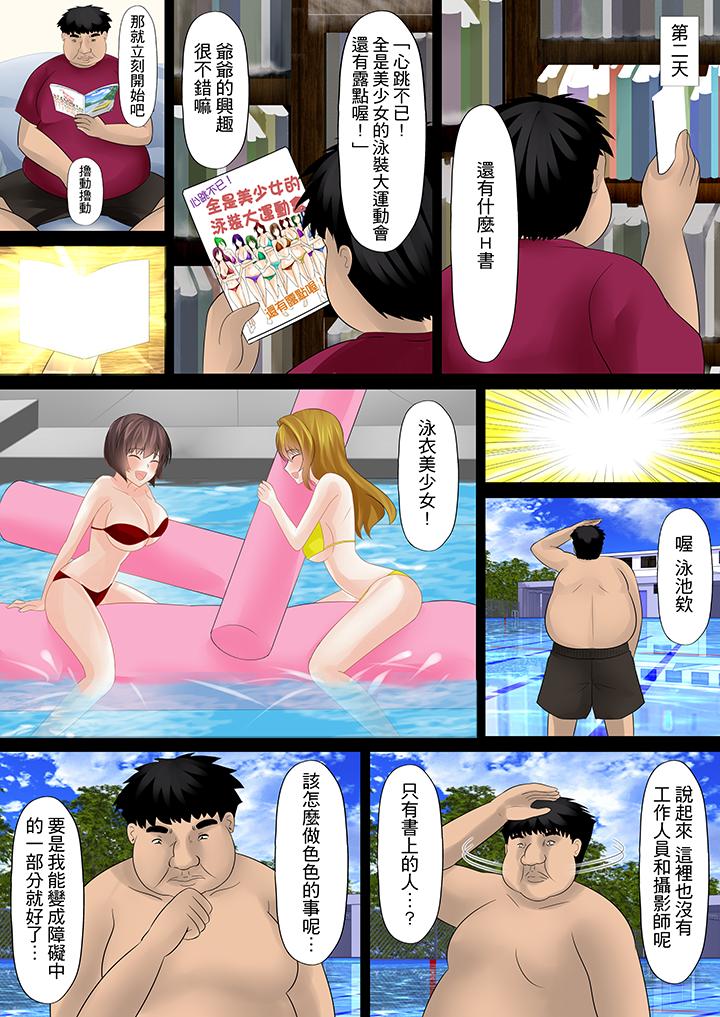 第二天
還有什麼H書
「心跳不已！
全是美少女的泳裝大運動會
還有露點喔！」
爺爺的興趣
很不錯嘛
心跳不已！
全是美少女的
泳裝大運動會
還有露點喔！
那就立刻開始吧
擼動擼動
喔 泳池欸
泳衣美少女！
說起來 這裡也沒有
工作人員和攝影師呢
只有書上的人…？
該怎麼做色色的事呢…
要是我能變成障礙中
的一部分就好了…